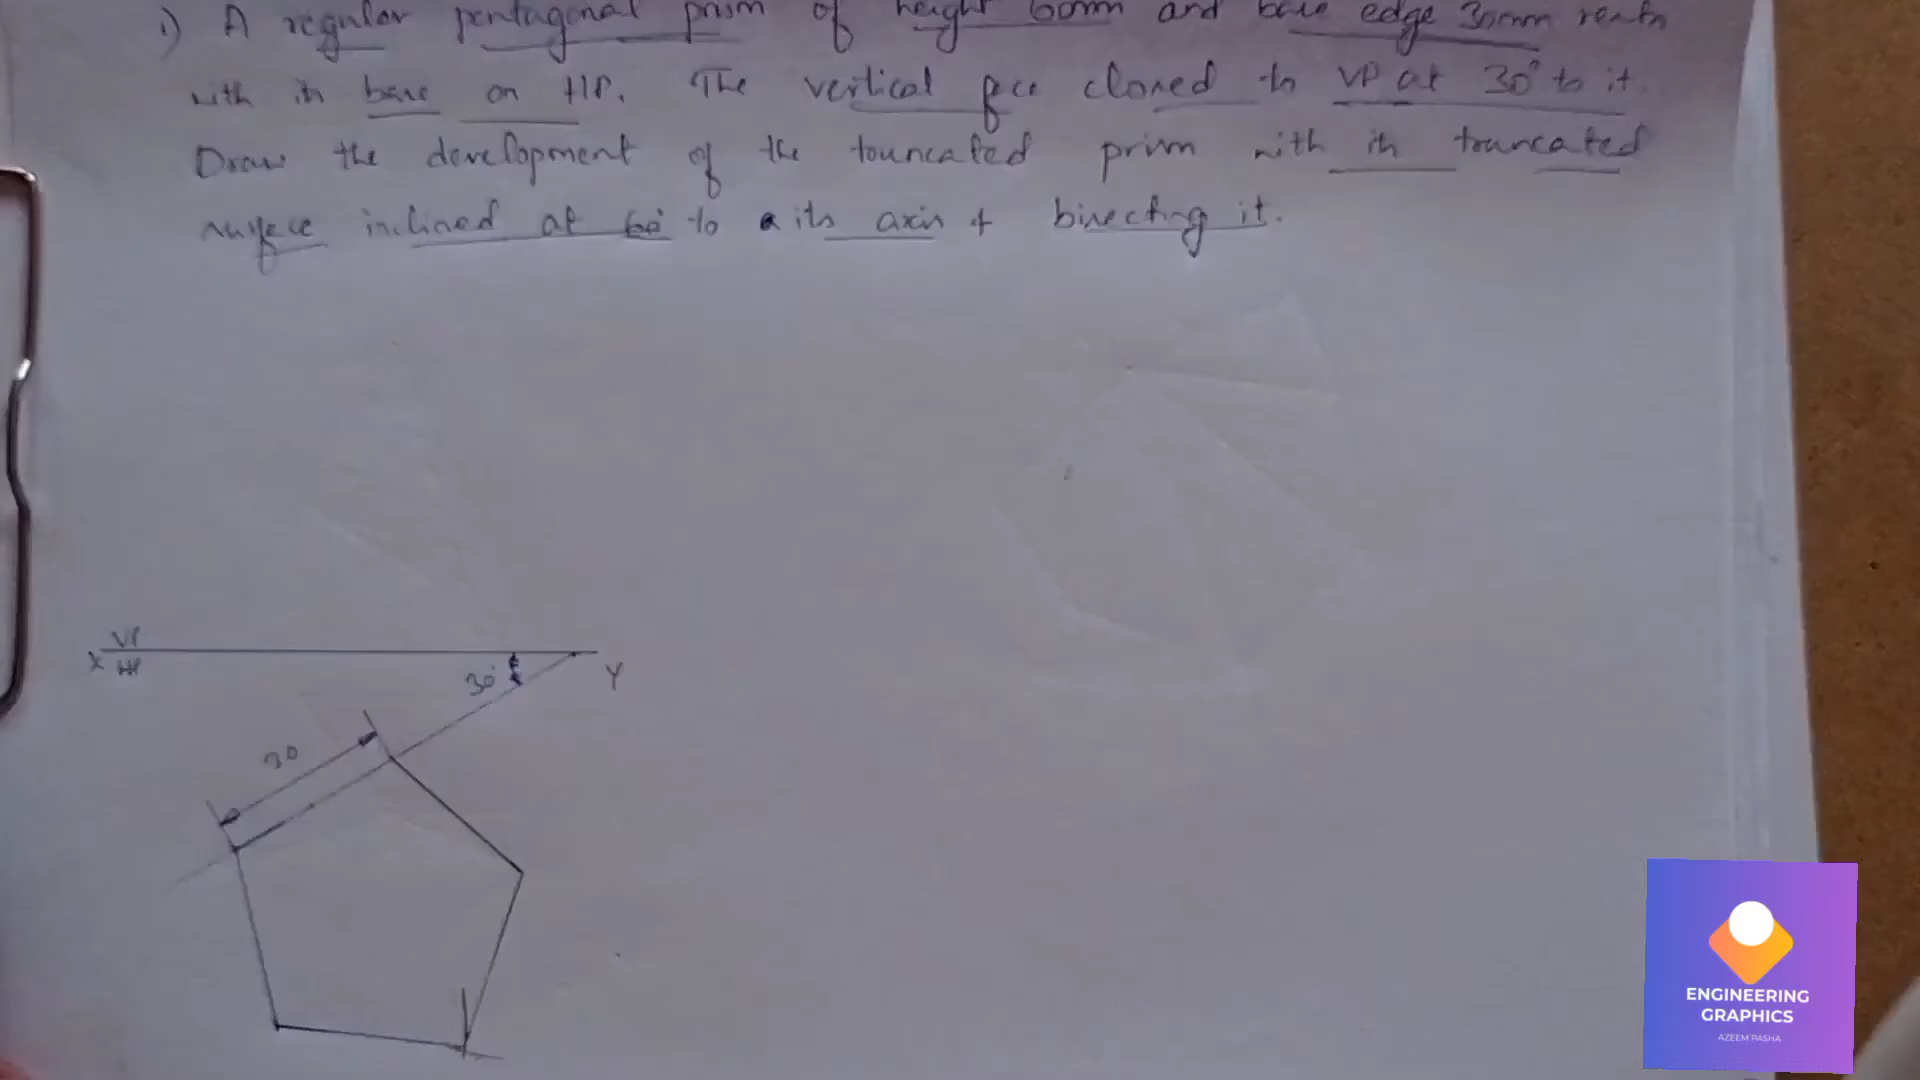 i) A regular pentagonal prism of height 60mm and base edge 30mm rests
with its base on HP. The vertical face closed to VP at 30° to it.
Draw the development of the truncated prism with its truncated
surface inclined at 60° to its axis & bisecting it.
VP
X HP
30°
Y
30
ENGINEERING
GRAPHICS
AZEEM PASHA